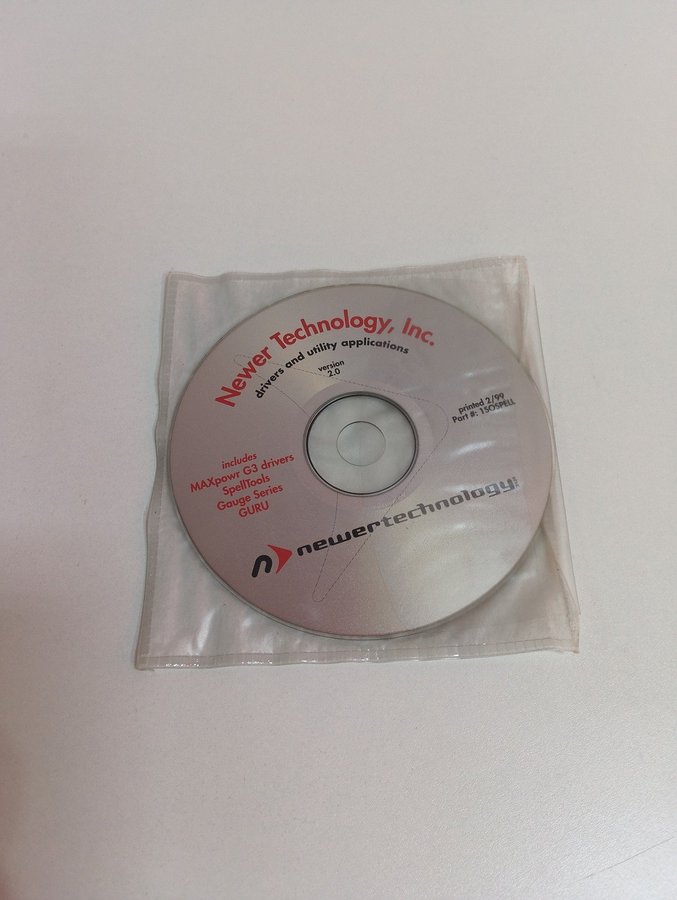 Newer Technology, Inc.
drivers and utility applications
version
2.0
printed 2/99
Part #: 15OSPELL
includes
MAXpowr G3 drivers
SpellTools
Gauge Series
GURU
newertechnology